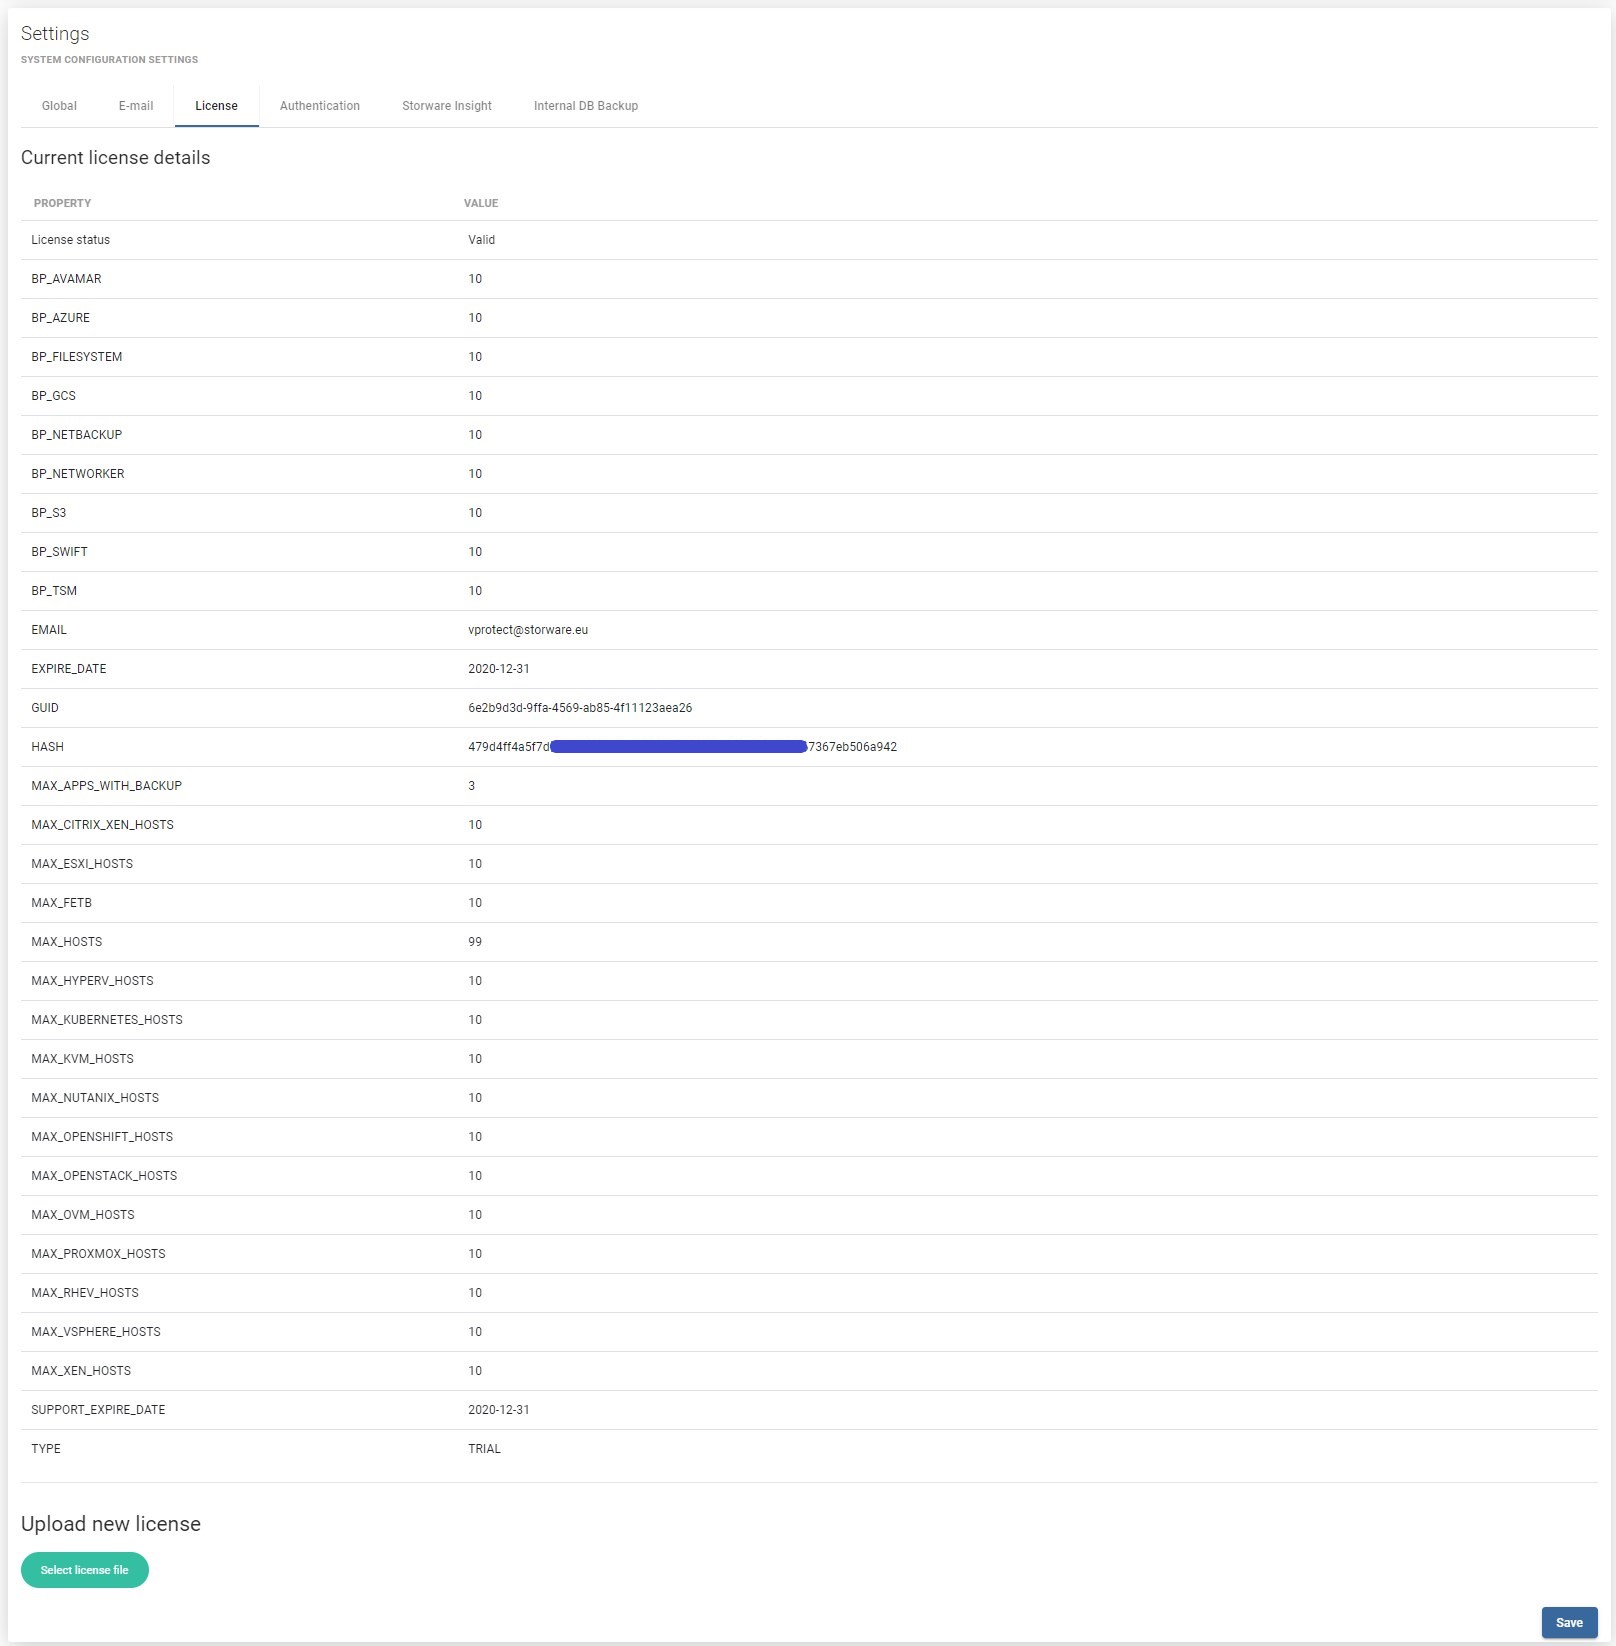 Settings
SYSTEM CONFIGURATION SETTINGS
Global E-mail License Authentication Storware Insight Internal DB Backup
Current license details
PROPERTY VALUE
License status Valid
BP_AVAMAR 10
BP_AZURE 10
BP_FILESYSTEM 10
BP_GCS 10
BP_NETBACKUP 10
BP_NETWORKER 10
BP_S3 10
BP_SWIFT 10
BP_TSM 10
EMAIL vprotect@storware.eu
EXPIRE_DATE 2020-12-31
GUID 6e2b9d3d-9ffa-4569-ab85-4f11123aea26
HASH 479d4ff4a5f7d 7367eb506a942
MAX_APPS_WITH_BACKUP 3
MAX_CITRIX_XEN_HOSTS 10
MAX_ESXI_HOSTS 10
MAX_FETB 10
MAX_HOSTS 99
MAX_HYPERV_HOSTS 10
MAX_KUBERNETES_HOSTS 10
MAX_KVM_HOSTS 10
MAX_NUTANIX_HOSTS 10
MAX_OPENSHIFT_HOSTS 10
MAX_OPENSTACK_HOSTS 10
MAX_OVM_HOSTS 10
MAX_PROXMOX_HOSTS 10
MAX_RHEV_HOSTS 10
MAX_VSPHERE_HOSTS 10
MAX_XEN_HOSTS 10
SUPPORT_EXPIRE_DATE 2020-12-31
TYPE TRIAL
Upload new license
Select license file
Save